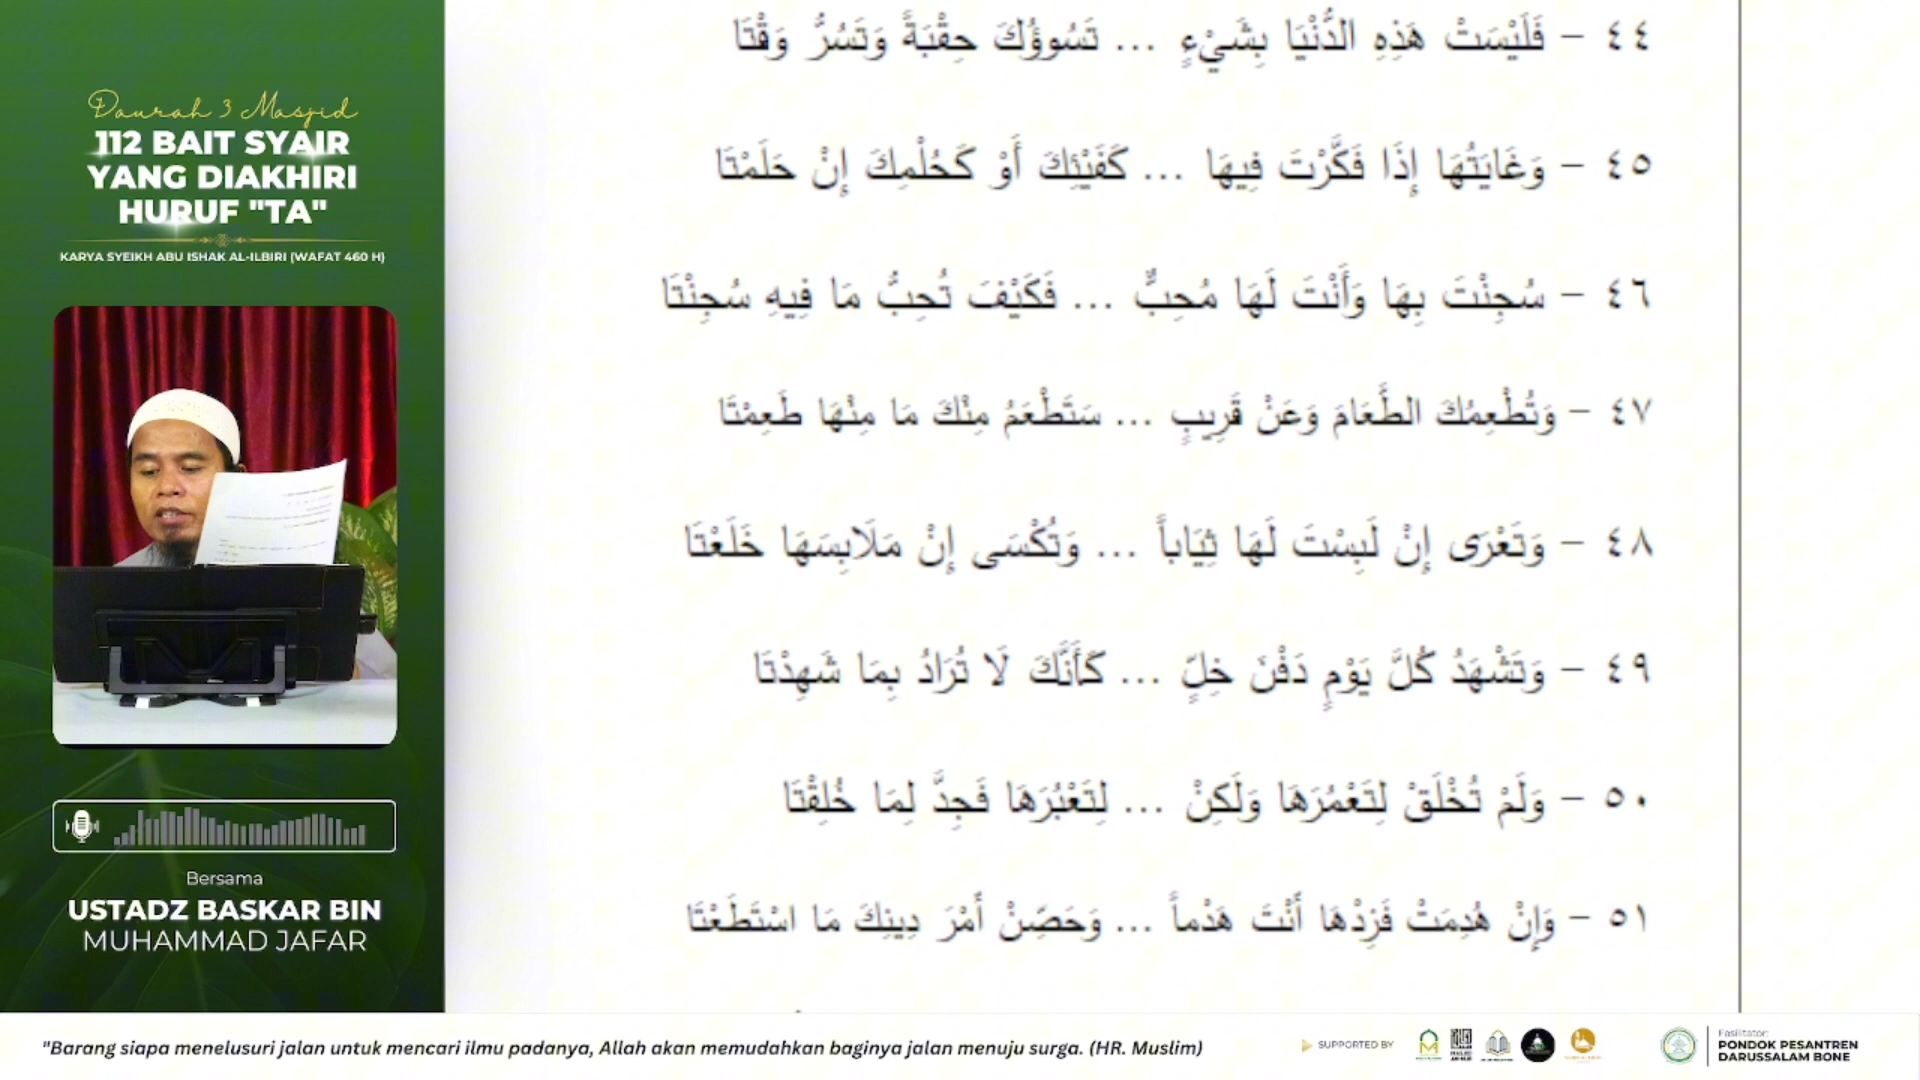 Daurah 3 Masjid
112 BAIT SYAIR
YANG DIAKHIRI
HURUF "TA"
KARYA SYEIKH ABU ISHAK AL-ILBIRI (WAFAT 460 H)
Bersama
USTADZ BASKAR BIN
MUHAMMAD JAFAR
٤٤ – فَلَيْسَتْ هَذِهِ الدُّنْيَا بِشَيْءٍ ... تَسُوؤُكَ حِقْبَةً وَتَسُرُّ وَقْتَا
٤٥ – وَغَايَتُهَا إِذَا فَكَّرْتَ فِيهَا ... كَفَيْئِكَ أَوْ كَحُلْمِكَ إِنْ حَلَمْتَا
٤٦ – سُجِنْتَ بِهَا وَأَنْتَ لَهَا مُحِبٌّ ... فَكَيْفَ تُحِبُّ مَا فِيهِ سُجِنْتَا
٤٧ – وَتُطْعِمُكَ الطَّعَامَ وَعَنْ قَرِيبٍ ... سَتَطْعَمُ مِنْكَ مَا مِنْهَا طَعِمْتَا
٤٨ – وَتَعْرَى إِنْ لَبِسْتَ لَهَا ثِيَاباً ... وَتُكْسَى إِنْ مَلَابِسَهَا خَلَعْتَا
٤٩ – وَتَشْهَدُ كُلَّ يَوْمٍ دَفْنَ خِلٍّ ... كَأَنَّكَ لَا تُرَادُ بِمَا شَهِدْتَا
٥٠ – وَلَمْ تُخْلَقْ لِتَعْمُرَهَا وَلَكِنْ ... لِتَعْبُرَهَا فَجِدَّ لِمَا خُلِقْتَا
٥١ – وَإِنْ هُدِمَتْ فَزِدْهَا أَنْتَ هَدْماً ... وَحَصِّنْ أَمْرَ دِينِكَ مَا اسْتَطَعْتَا
"Barang siapa menelusuri jalan untuk mencari ilmu padanya, Allah akan memudahkan baginya jalan menuju surga. (HR. Muslim)
SUPPORTED BY
Fasilitator:
PONDOK PESANTREN
DARUSSALAM BONE